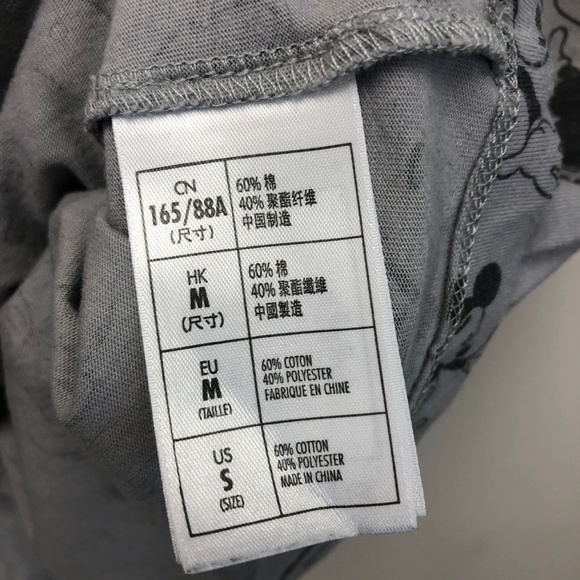 CN
165/88A
(尺寸)
60% 棉
40% 聚酯纤维
中国制造
HK
M
(尺寸)
60% 棉
40% 聚酯纖維
中國製造
EU
M
(TAILLE)
60% COTON
40% POLYESTER
FABRIQUE EN CHINE
US
S
(SIZE)
60% COTTON
40% POLYESTER
MADE IN CHINA